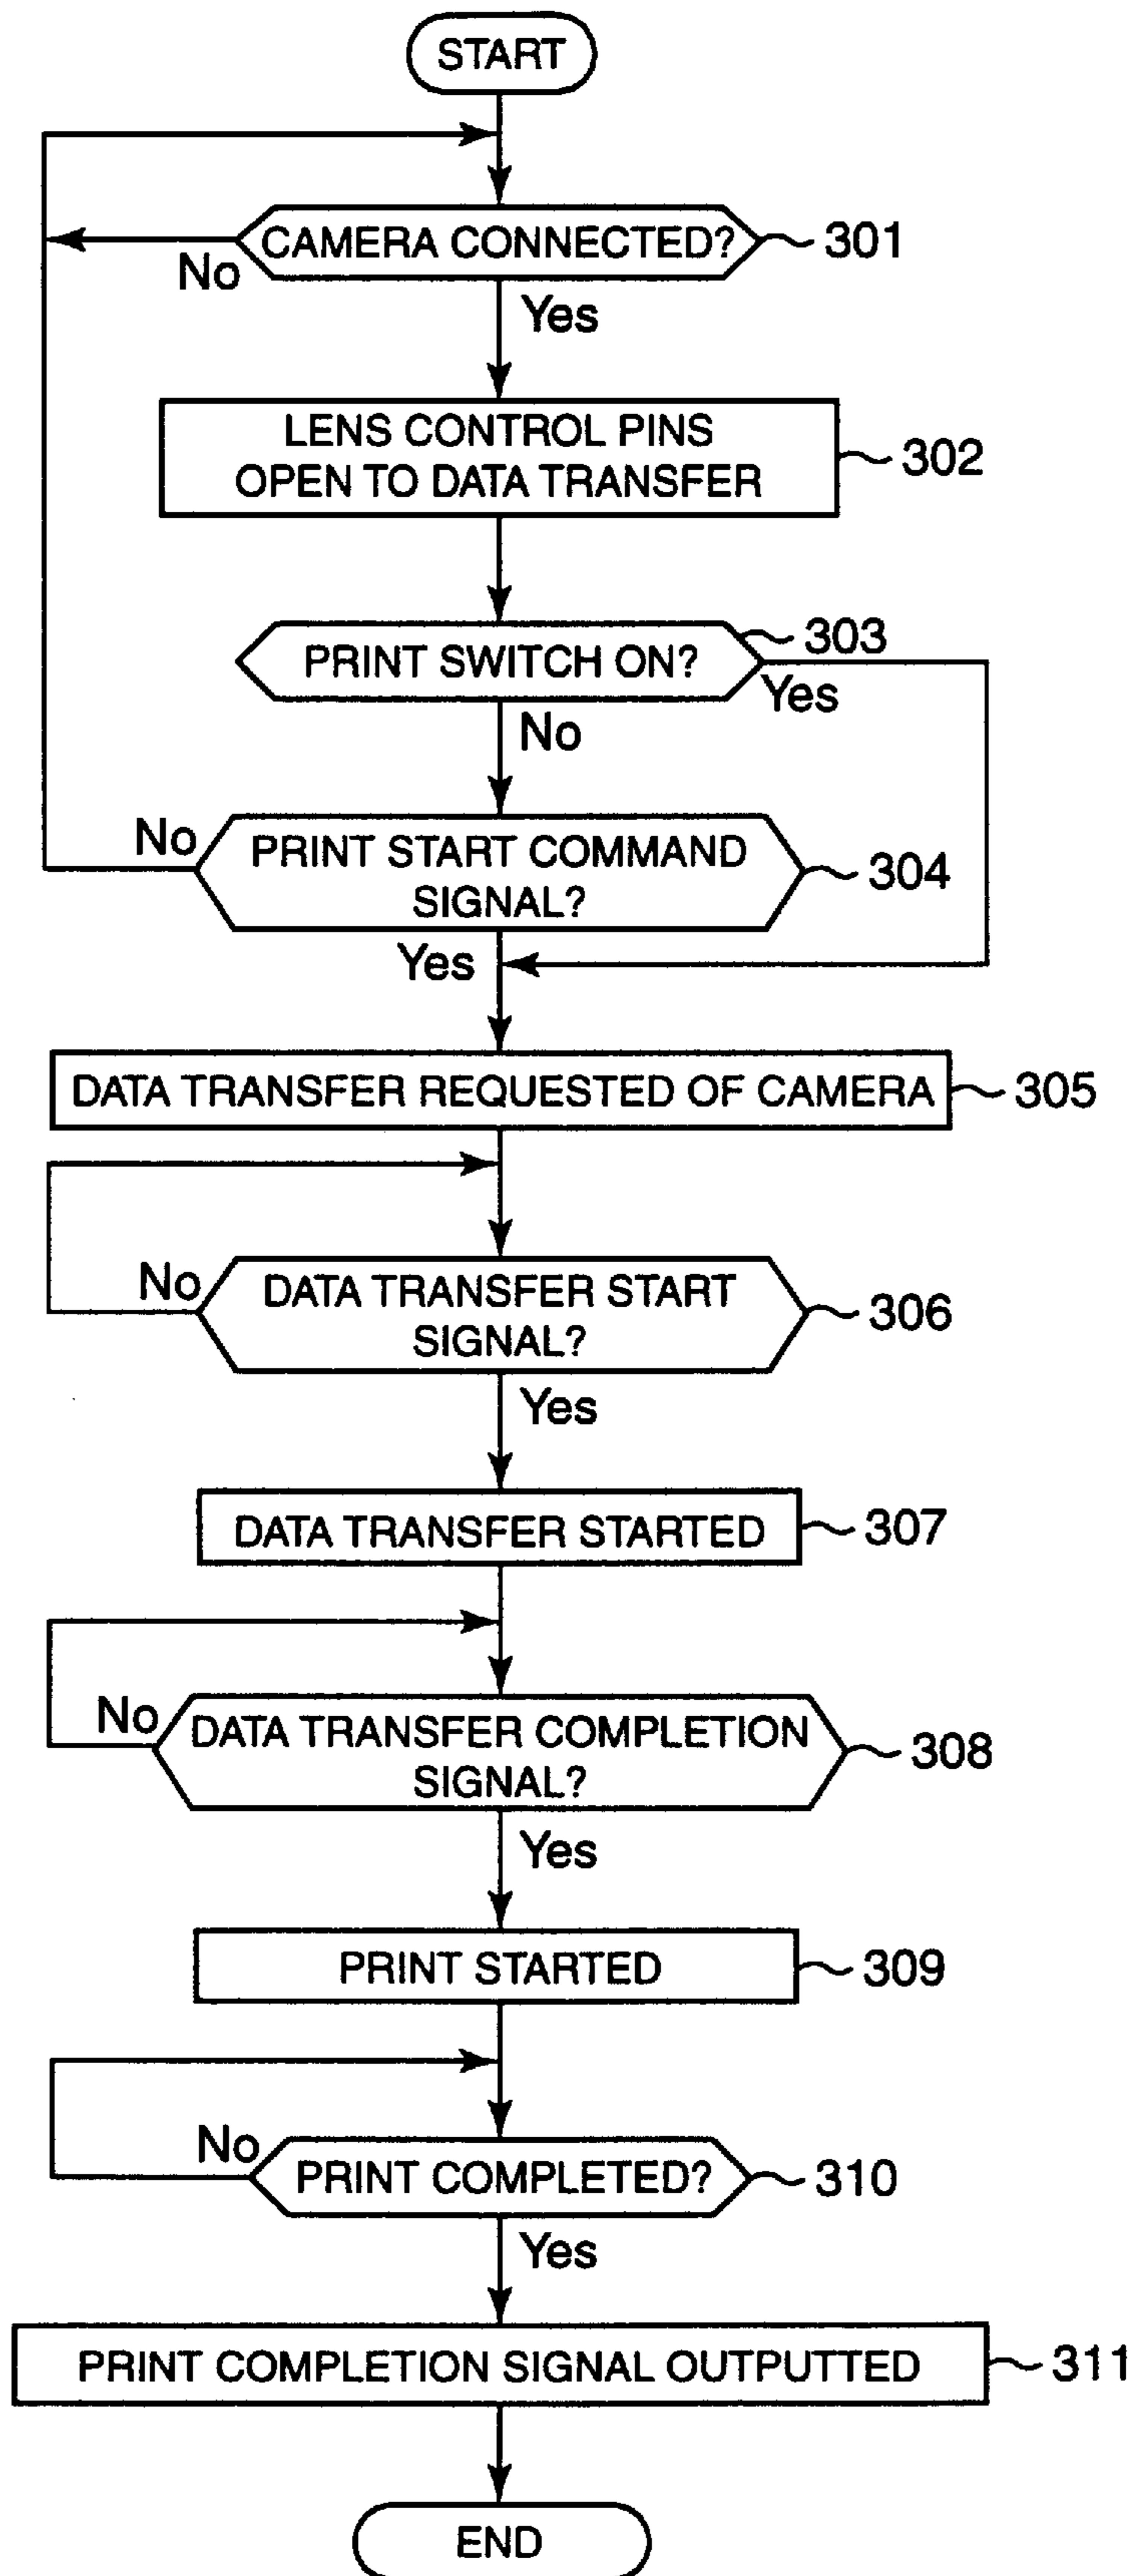 START
CAMERA CONNECTED?
301
No
Yes
LENS CONTROL PINS
OPEN TO DATA TRANSFER
302
PRINT SWITCH ON?
303
Yes
No
No
PRINT START COMMAND
SIGNAL?
304
Yes
DATA TRANSFER REQUESTED OF CAMERA
305
No
DATA TRANSFER START
SIGNAL?
306
Yes
DATA TRANSFER STARTED
307
No
DATA TRANSFER COMPLETION
SIGNAL?
308
Yes
PRINT STARTED
309
No
PRINT COMPLETED?
310
Yes
PRINT COMPLETION SIGNAL OUTPUTTED
311
END